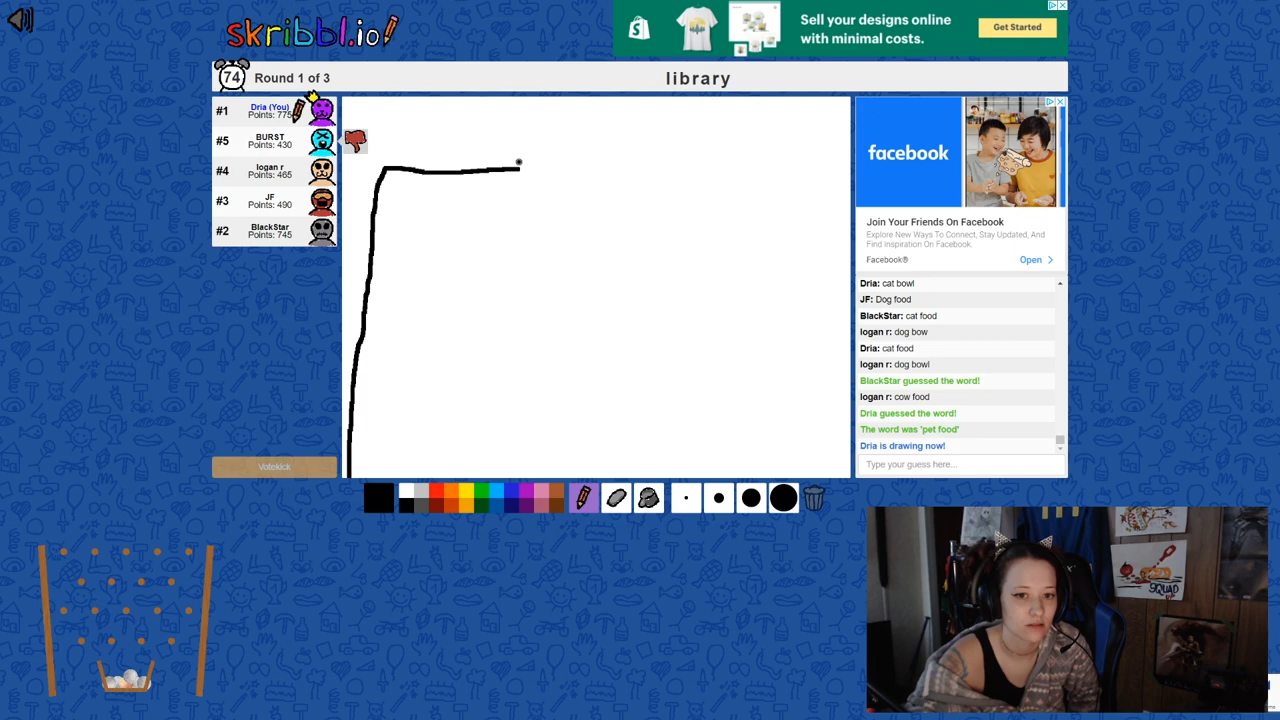 skribbl.io
Sell your designs online
with minimal costs.
Get Started
74
Round 1 of 3
library
#1
Dria (You)
Points: 775
#5
BURST
Points: 430
#4
logan r
Points: 465
#3
JF
Points: 490
#2
BlackStar
Points: 745
Votekick
facebook
Join Your Friends On Facebook
Explore New Ways To Connect, Stay Updated, And
Find Inspiration On Facebook.
Facebook®
Open
Dria: cat bowl
JF: Dog food
BlackStar: cat food
logan r: dog bow
Dria: cat food
logan r: dog bowl
BlackStar guessed the word!
logan r: cow food
Dria guessed the word!
The word was 'pet food'
Dria is drawing now!
Type your guess here...
SQUAD